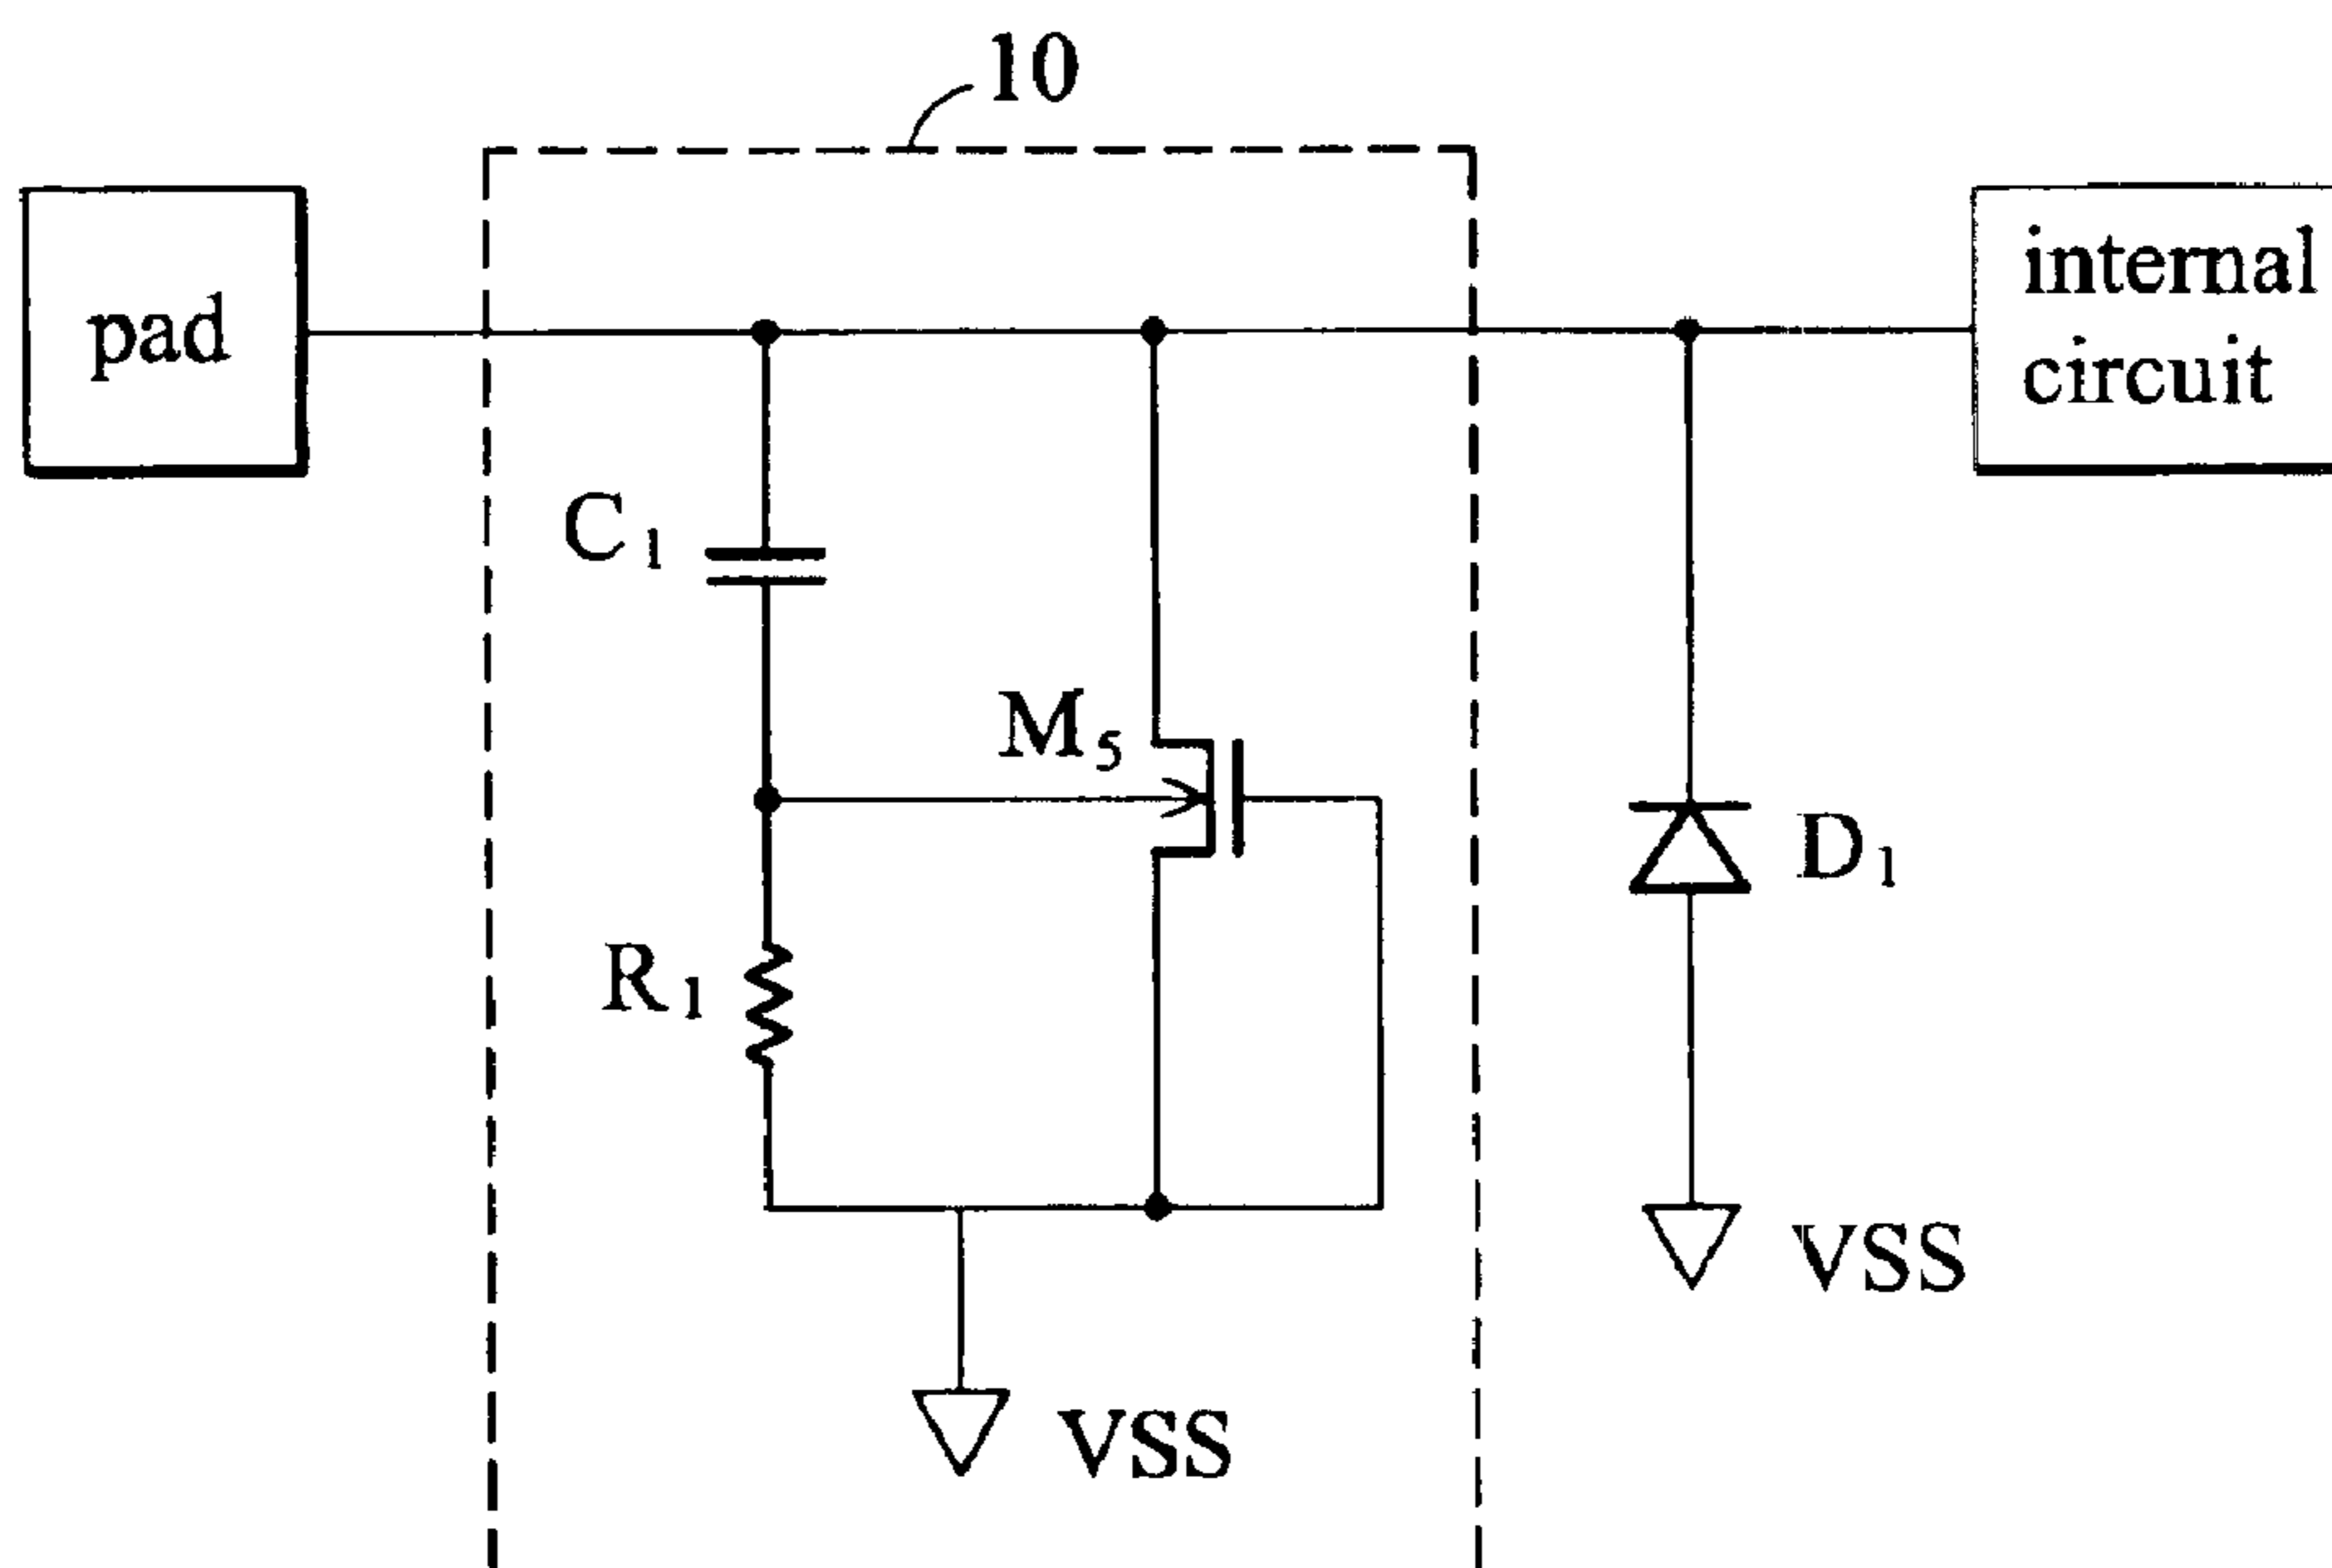 10
pad
internal
circuit
C1
M5
D1
R1
VSS
VSS